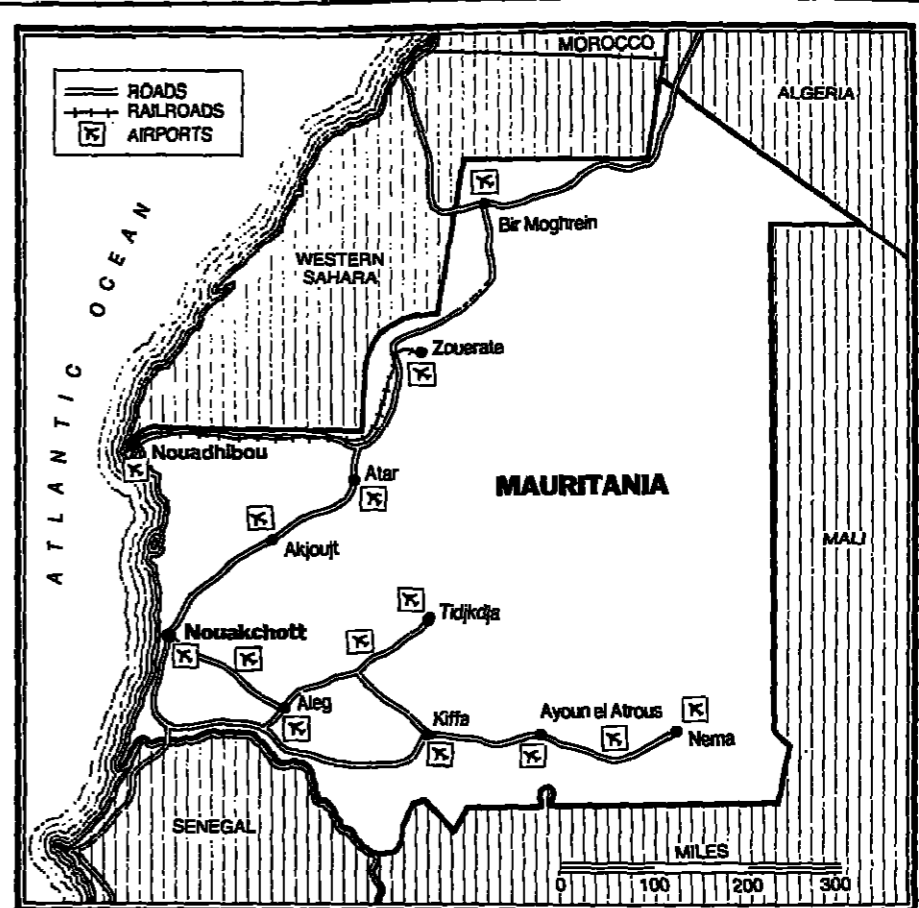 MOROCCO
ROADS
RAILROADS
AIRPORTS
ALGERIA
ATLANTIC OCEAN
Bir Moghrein
WESTERN
SAHARA
Zouerate
Nouadhibou
Atar
MAURITANIA
Akjoujt
MALI
Tidjkdja
Nouakchott
Aleg
Kiffa
Ayoun el Atrous
Nema
SENEGAL
MILES
0 100 200 300